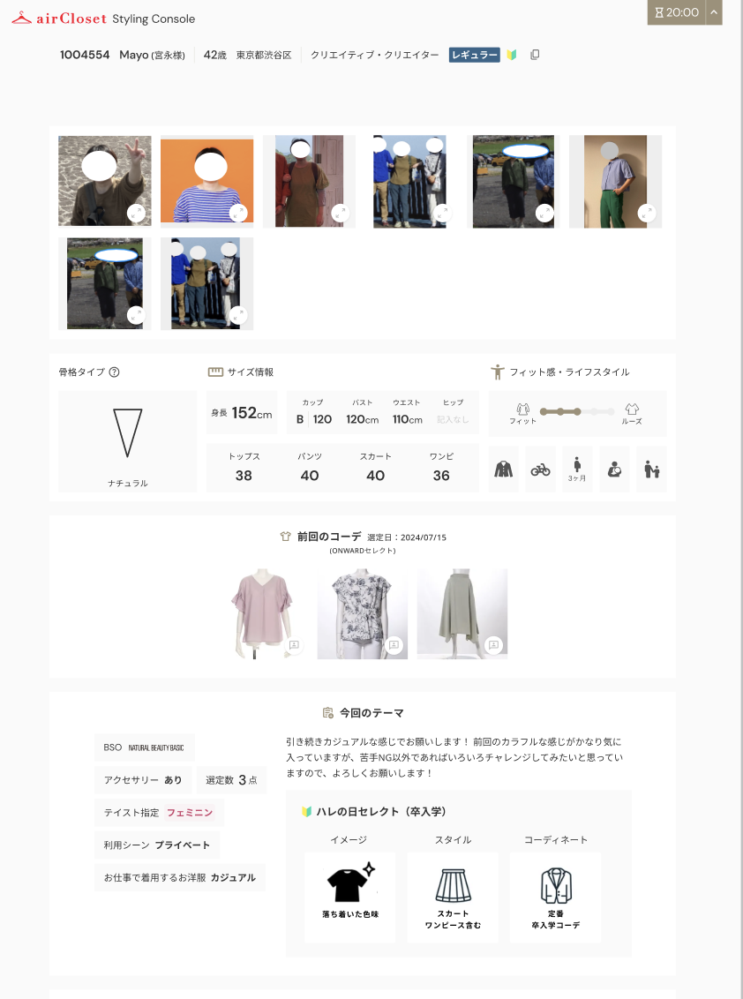 airCloset Styling Console
20:00
1004554 Mayo (宮永様) 42歳 東京都渋谷区 クリエイティブ・クリエイター レギュラー
骨格タイプ ?
ナチュラル
サイズ情報
身長 152cm
カップ バスト ウエスト ヒップ
B 120 120cm 110cm 記入なし
トップス パンツ スカート ワンピ
38 40 40 36
フィット感・ライフスタイル
フィット ルーズ
3ヶ月
前回のコーデ 選定日：2024/07/15
(ONWARDセレクト)
今回のテーマ
BSO NATURAL BEAUTY BASIC
アクセサリー あり 選定数 3 点
テイスト指定 フェミニン
利用シーン プライベート
お仕事で着用するお洋服 カジュアル
引き続きカジュアルな感じでお願いします！ 前回のカラフルな感じがかなり気に
入っていますが、苦手NG以外であればいろいろチャレンジしてみたいと思ってい
ますので、よろしくお願いします！
ハレの日セレクト（卒入学）
イメージ スタイル コーディネート
落ち着いた色味
スカート
ワンピース含む
定番
卒入学コーデ